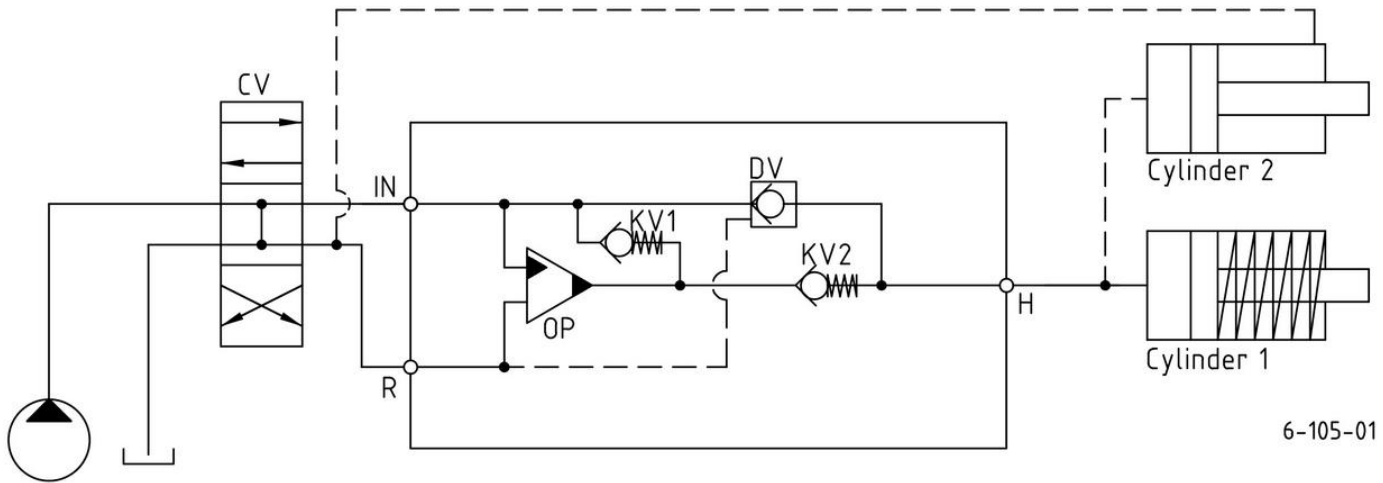 CV
Cylinder 2
IN
DV
KV1
KV2
OP
H
R
Cylinder 1
6-105-01